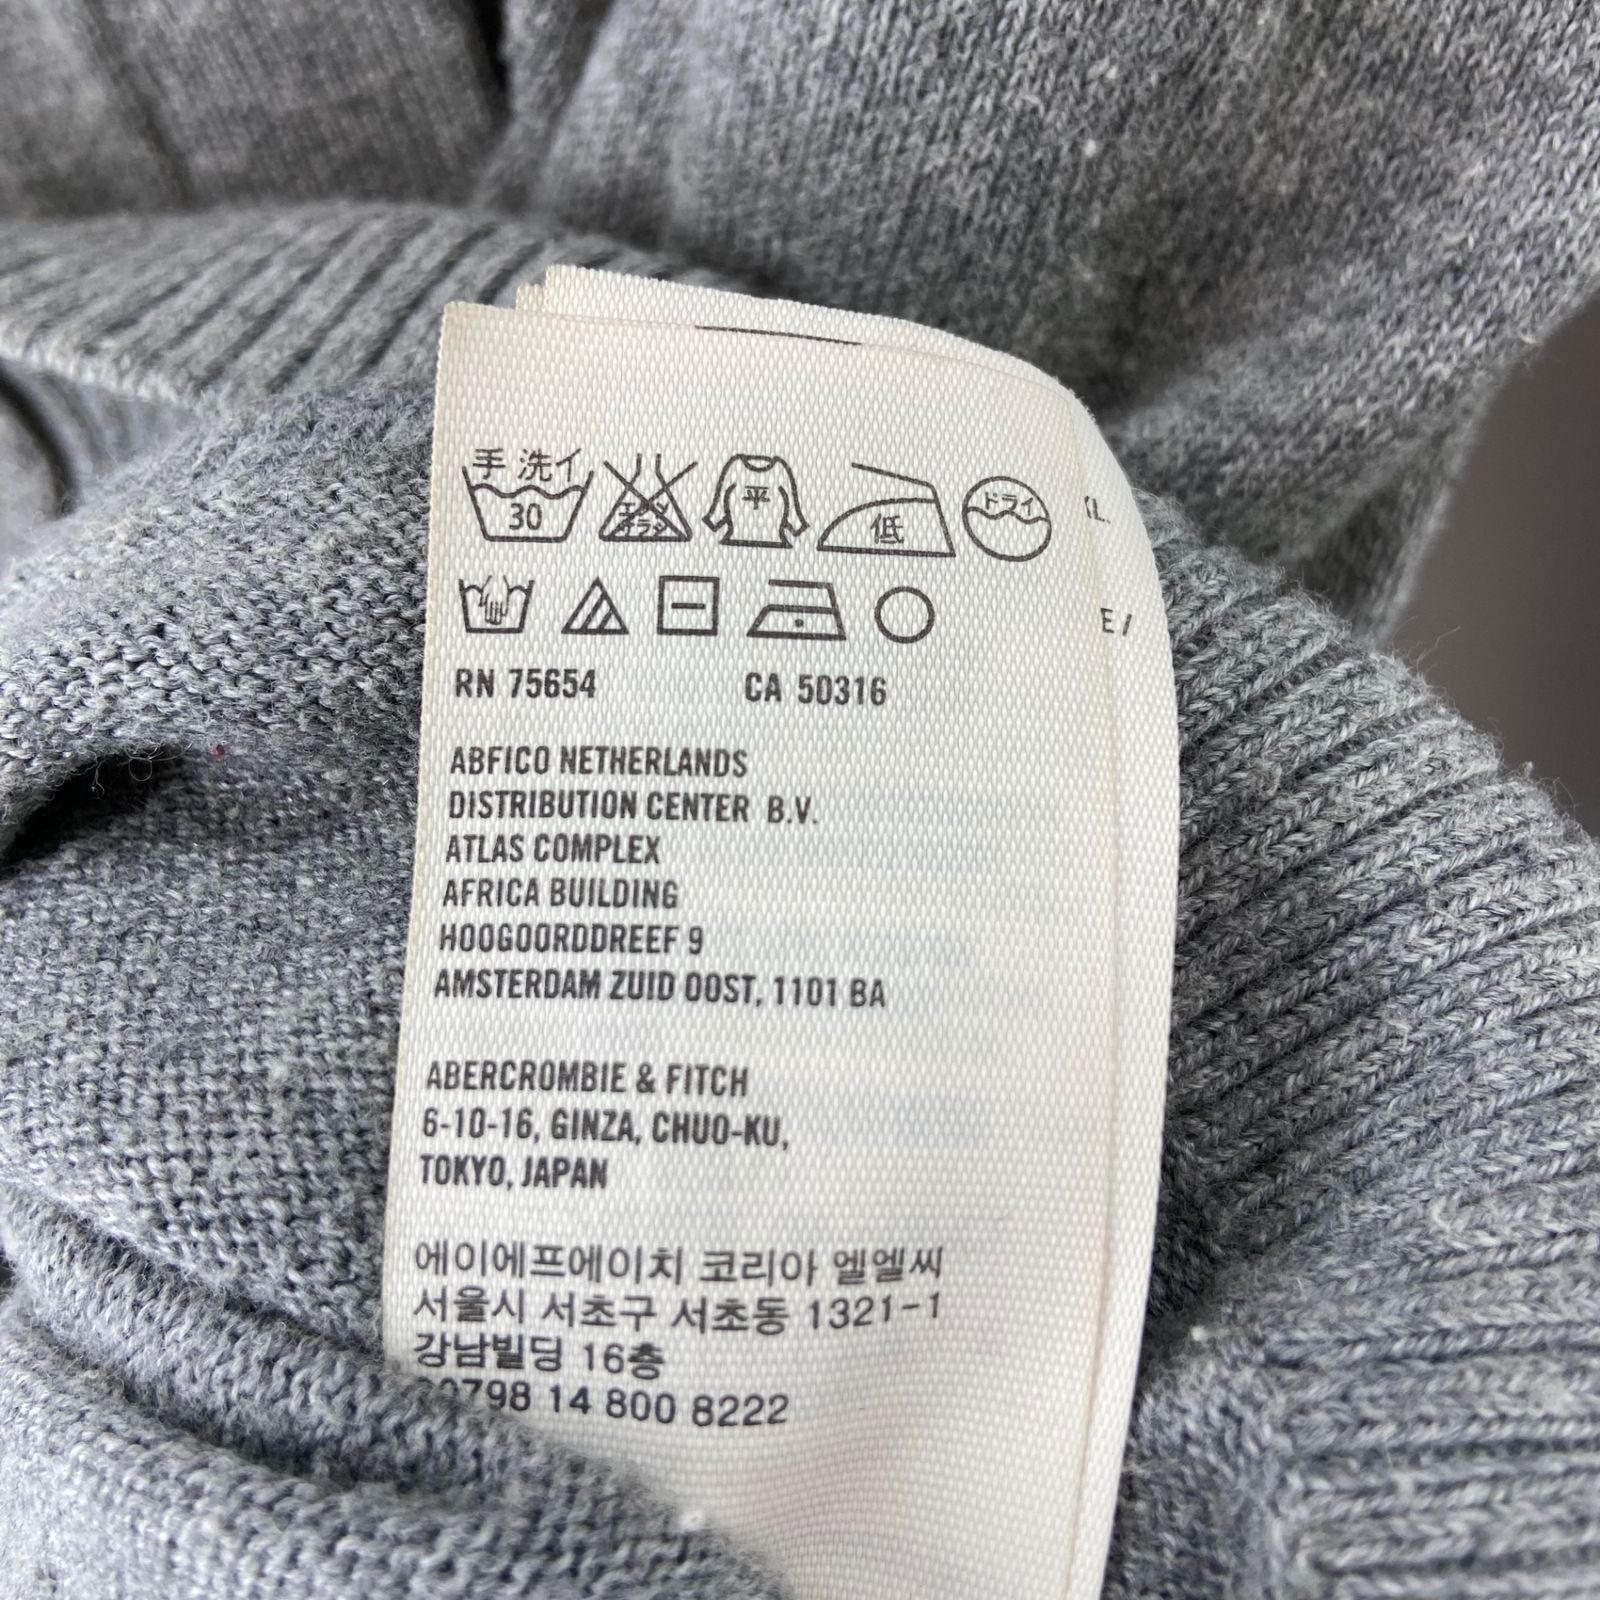 手洗イ 30 平 低 ドライ
RN 75654 CA 50316
ABFICO NETHERLANDS
DISTRIBUTION CENTER B.V.
ATLAS COMPLEX
AFRICA BUILDING
HOOGOORDDREEF 9
AMSTERDAM ZUID OOST, 1101 BA
ABERCROMBIE & FITCH
6-10-16, GINZA, CHUO-KU,
TOKYO, JAPAN
에이에프에이치 코리아 엘엘씨
서울시 서초구 서초동 1321-1
강남빌딩 16층
14 800 8222